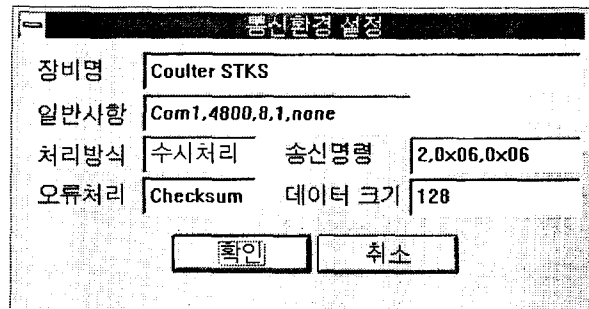 통신환경 설정
장비명 Coulter STKS
일반사항 Com1,4800,8,1,none
처리방식 수시처리 송신명령 2,0x06,0x06
오류처리 Checksum 데이터 크기 128
확인 취소